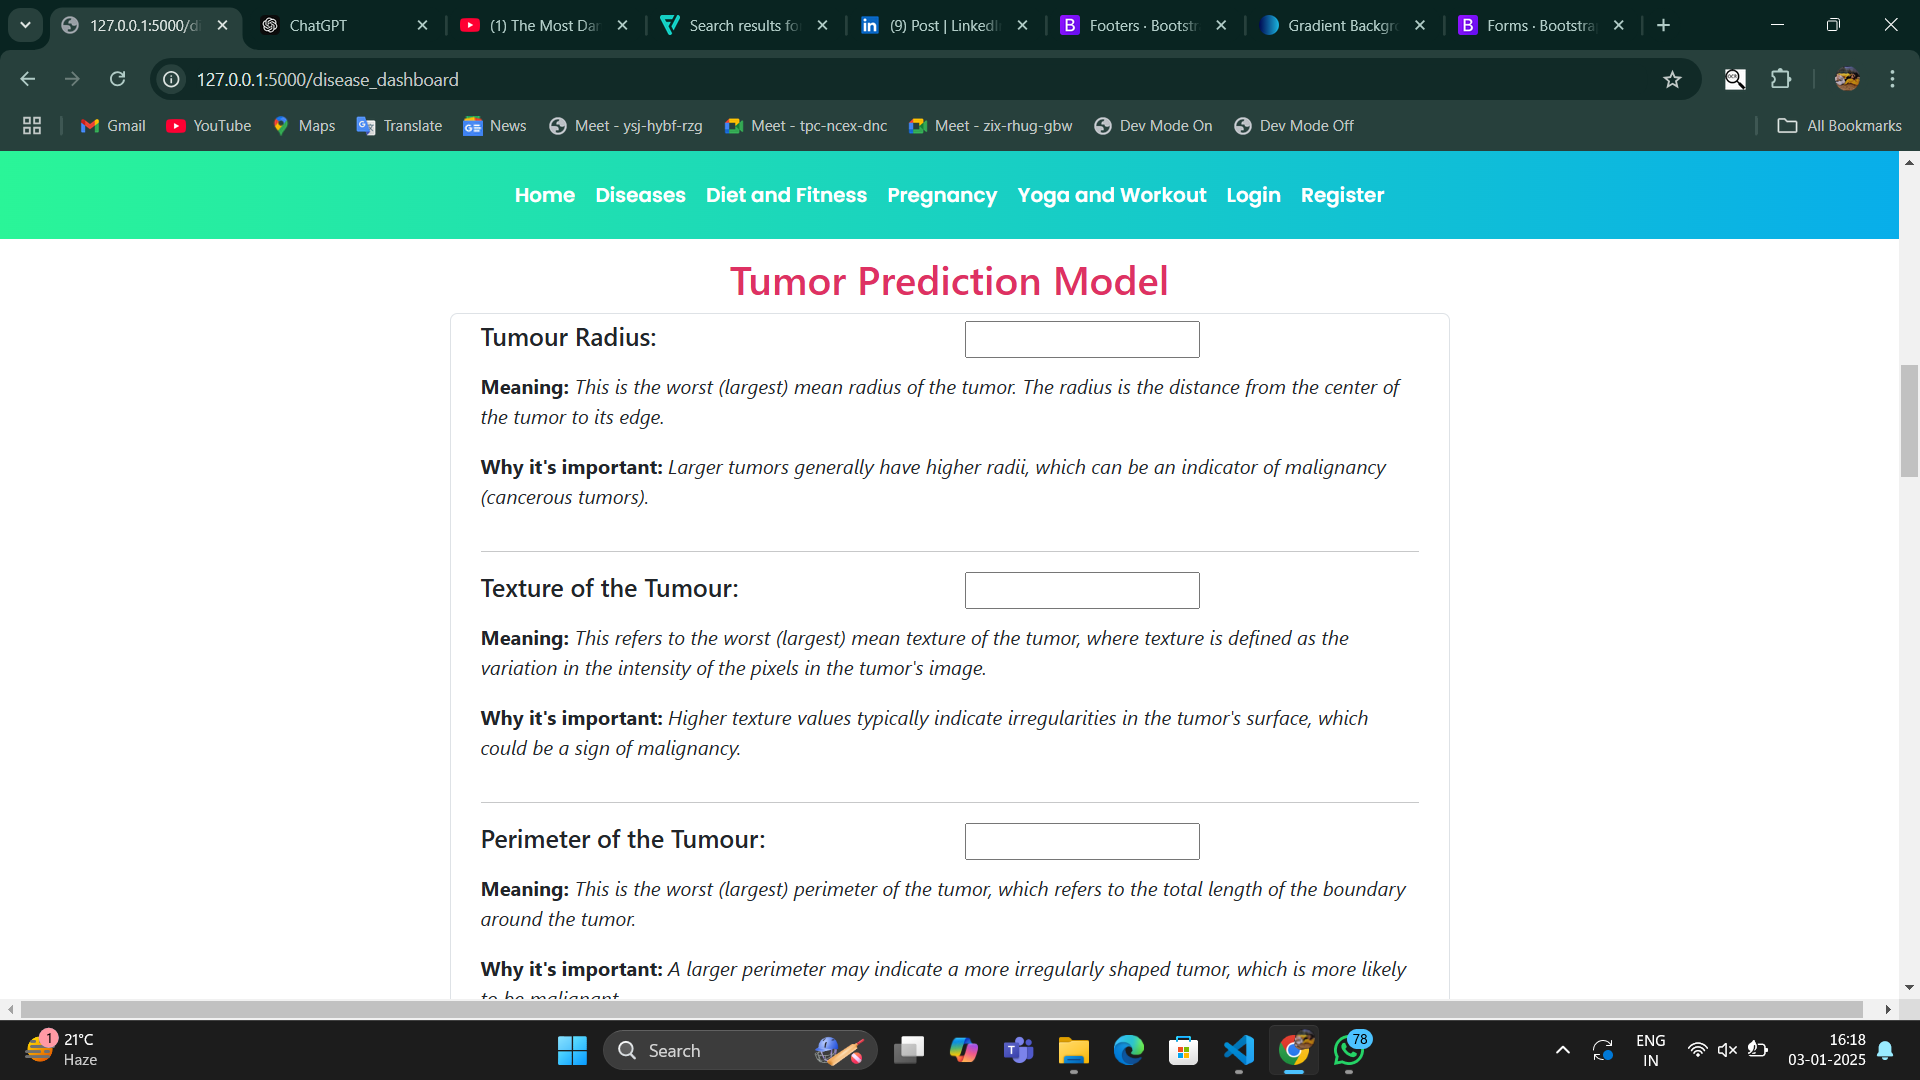 127.0.0.1:5000/di
ChatGPT
(1) The Most Dar
Search results fo
(9) Post | LinkedI
Footers · Bootstr
Gradient Backgr
Forms · Bootstra
127.0.0.1:5000/disease_dashboard
Gmail
YouTube
Maps
Translate
News
Meet - ysj-hybf-rzg
Meet - tpc-ncex-dnc
Meet - zix-rhug-gbw
Dev Mode On
Dev Mode Off
All Bookmarks
Home Diseases Diet and Fitness Pregnancy Yoga and Workout Login Register
Tumor Prediction Model
Tumour Radius:
Meaning: This is the worst (largest) mean radius of the tumor. The radius is the distance from the center of
the tumor to its edge.
Why it's important: Larger tumors generally have higher radii, which can be an indicator of malignancy
(cancerous tumors).
Texture of the Tumour:
Meaning: This refers to the worst (largest) mean texture of the tumor, where texture is defined as the
variation in the intensity of the pixels in the tumor's image.
Why it's important: Higher texture values typically indicate irregularities in the tumor's surface, which
could be a sign of malignancy.
Perimeter of the Tumour:
Meaning: This is the worst (largest) perimeter of the tumor, which refers to the total length of the boundary
around the tumor.
Why it's important: A larger perimeter may indicate a more irregularly shaped tumor, which is more likely
to be malignant.
1
21°C
Haze
Search
78
ENG
IN
16:18
03-01-2025